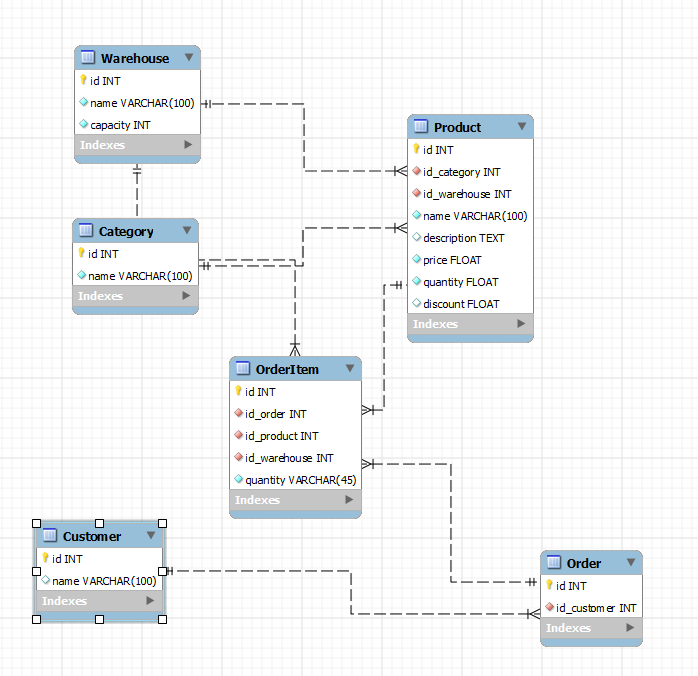 Warehouse
id INT
name VARCHAR(100)
capacity INT
Indexes
Product
id INT
id_category INT
id_warehouse INT
name VARCHAR(100)
description TEXT
price FLOAT
quantity FLOAT
discount FLOAT
Indexes
Category
id INT
name VARCHAR(100)
Indexes
OrderItem
id INT
id_order INT
id_product INT
id_warehouse INT
quantity VARCHAR(45)
Indexes
Customer
id INT
name VARCHAR(100)
Indexes
Order
id INT
id_customer INT
Indexes